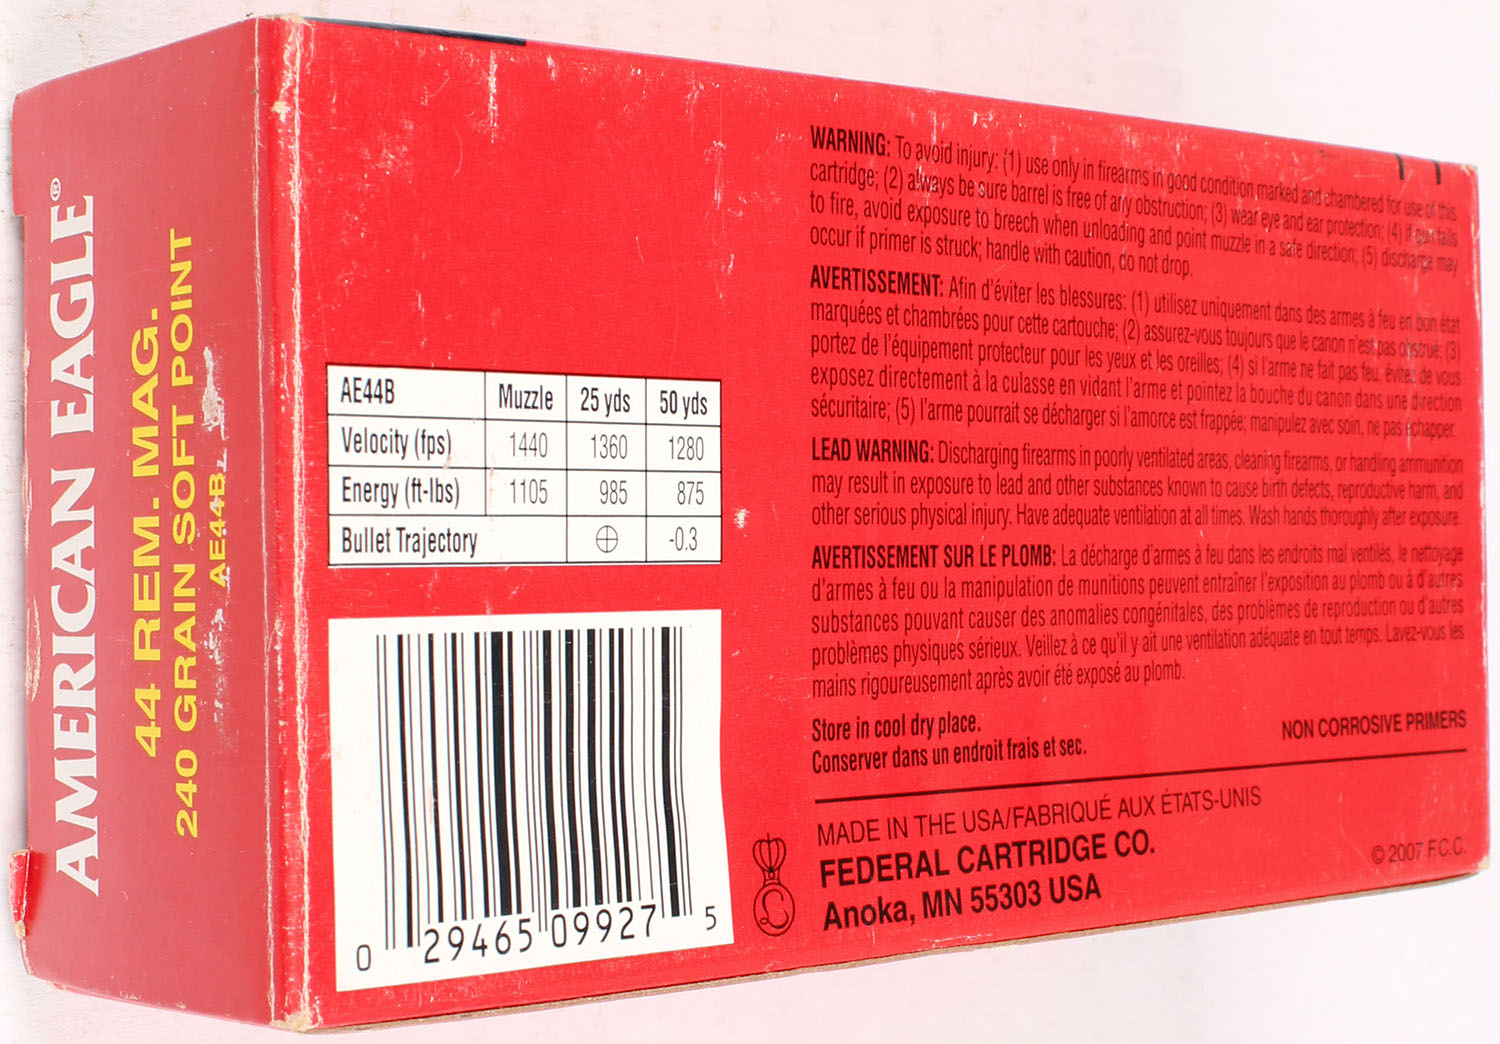 AMERICAN EAGLE®
44 REM. MAG.
240 GRAIN SOFT POINT
AE44B
AE44B Muzzle 25 yds 50 yds
Velocity (fps) 1440 1360 1280
Energy (ft-lbs) 1105 985 875
Bullet Trajectory ⊕ -0.3
0 29465 09927 5
WARNING: To avoid injury: (1) use only in firearms in good condition marked and chambered for use of this
cartridge; (2) always be sure barrel is free of any obstruction; (3) wear eye and ear protection; (4) if gun fails
to fire, avoid exposure to breech when unloading and point muzzle in a safe direction; (5) discharge may
occur if primer is struck; handle with caution, do not drop.
AVERTISSEMENT: Afin d'éviter les blessures: (1) utilisez uniquement dans des armes à feu en bon état
marquées et chambrées pour cette cartouche; (2) assurez-vous toujours que le canon n'est pas obstrué; (3)
portez de l'équipement protecteur pour les yeux et les oreilles; (4) si l'arme ne fait pas feu, évitez de vous
exposez directement à la culasse en vidant l'arme et pointez la bouche du canon dans une direction
sécuritaire; (5) l'arme pourrait se décharger si l'amorce est frappée; manipulez avec soin, ne pas échapper.
LEAD WARNING: Discharging firearms in poorly ventilated areas, cleaning firearms, or handling ammunition
may result in exposure to lead and other substances known to cause birth defects, reproductive harm, and
other serious physical injury. Have adequate ventilation at all times. Wash hands thoroughly after exposure.
AVERTISSEMENT SUR LE PLOMB: La décharge d'armes à feu dans les endroits mal ventilés, le nettoyage
d'armes à feu ou la manipulation de munitions peuvent entraîner l'exposition au plomb ou à d'autres
substances pouvant causer des anomalies congénitales, des problèmes de reproduction ou d'autres
problèmes physiques sérieux. Veillez à ce qu'il y ait une ventilation adéquate en tout temps. Lavez-vous les
mains rigoureusement après avoir été exposé au plomb.
Store in cool dry place.
Conserver dans un endroit frais et sec.
NON CORROSIVE PRIMERS
MADE IN THE USA/FABRIQUÉ AUX ÉTATS-UNIS
FEDERAL CARTRIDGE CO.
Anoka, MN 55303 USA
© 2007 F.C.C.